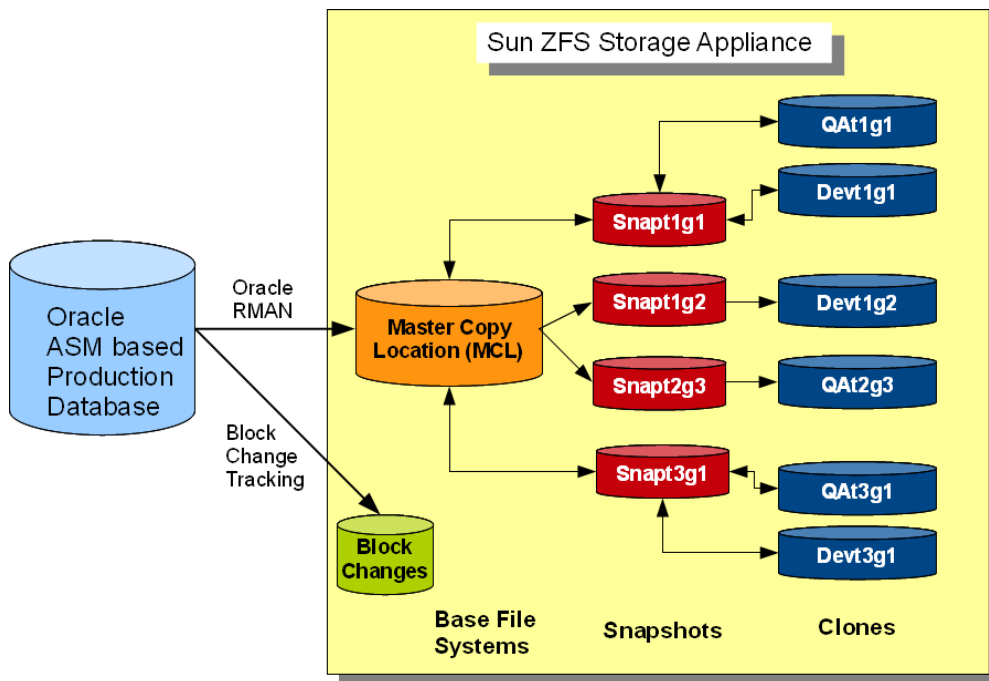 Sun ZFS Storage Appliance
QAt1g1
Devt1g1
Snapt1g1
Oracle
RMAN
Snapt1g2
Devt1g2
Oracle
ASM based
Production
Database
Master Copy
Location (MCL)
Snapt2g3
QAt2g3
Block
Change
Tracking
Snapt3g1
QAt3g1
Devt3g1
Block
Changes
Base File
Systems
Snapshots
Clones